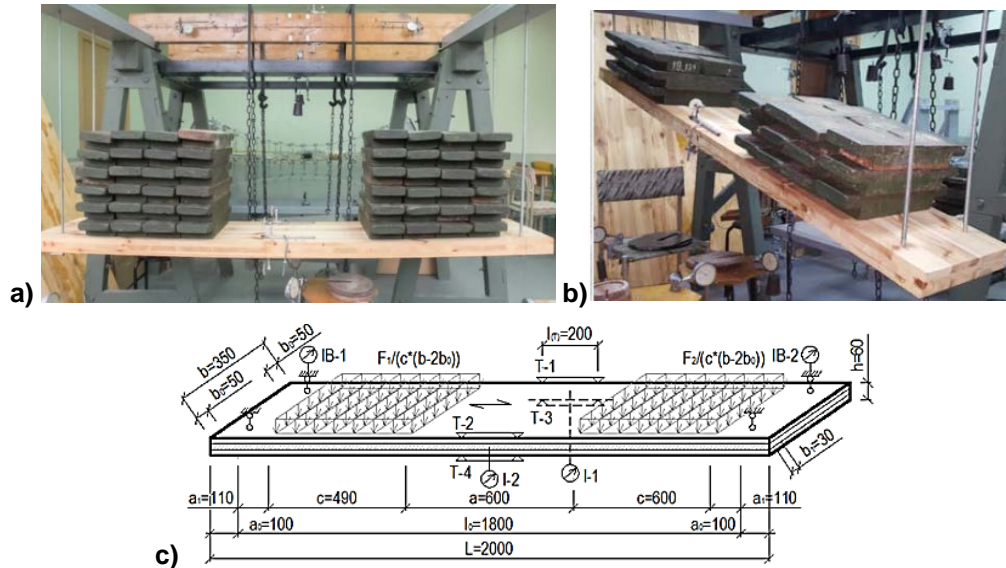 a)
b)
b=350
b₀=50
b₀=50
IB-1
F₁/(c*(b-2b₀))
l₍T₎=200
T-1
F₂/(c*(b-2b₀))
IB-2
h=60
T-3
T-2
T-4
I-2
I-1
b₁=30
a₁=110
c=490
a=600
c=600
a₁=110
a₀=100
l₀=1800
a₀=100
L=2000
c)